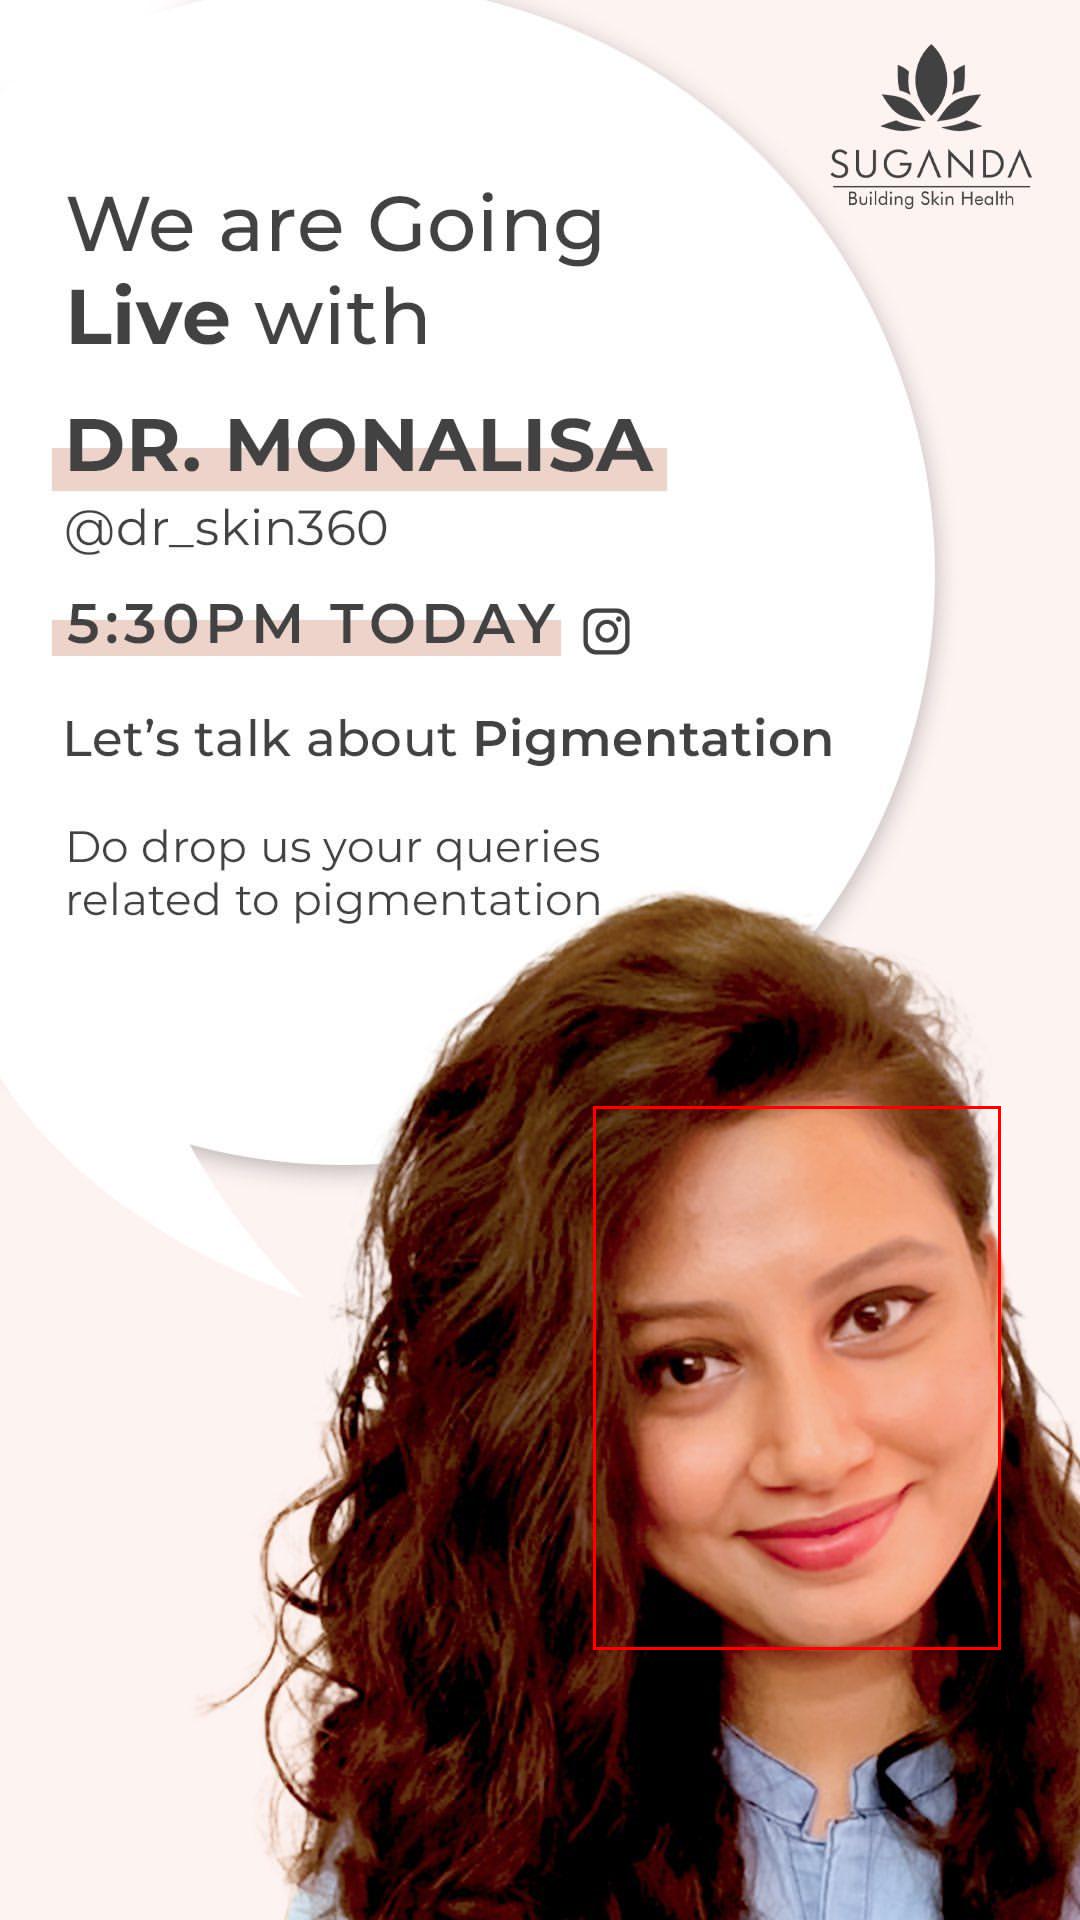 SUGANDA
Building Skin Health
We are Going
Live with
DR. MONALISA
@dr_skin360
5:30PM TODAY
Let’s talk about Pigmentation
Do drop us your queries
related to pigmentation